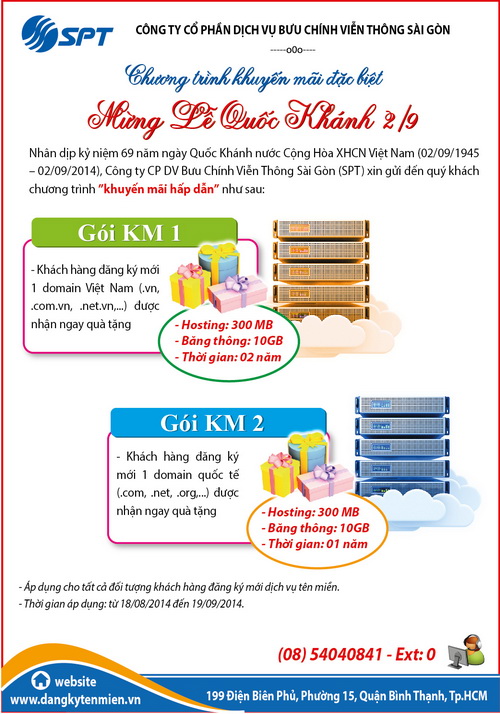 SPT
CÔNG TY CỔ PHẦN DỊCH VỤ BƯU CHÍNH VIỄN THÔNG SÀI GÒN
-----o0o----
Chương trình khuyến mãi đặc biệt
Mừng Lễ Quốc Khánh 2/9
Nhân dịp kỷ niệm 69 năm ngày Quốc Khánh nước Cộng Hòa XHCN Việt Nam (02/09/1945
– 02/09/2014), Công ty CP DV Bưu Chính Viễn Thông Sài Gòn (SPT) xin gửi đến quý khách
chương trình "khuyến mãi hấp dẫn" như sau:
Gói KM 1
- Khách hàng đăng ký mới
1 domain Việt Nam (.vn,
.com.vn, .net.vn,...) được
nhận ngay quà tặng
- Hosting: 300 MB
- Băng thông: 10GB
- Thời gian: 02 năm
Gói KM 2
- Khách hàng đăng ký
mới 1 domain quốc tế
(.com, .net, .org,...) được
nhận ngay quà tặng
- Hosting: 300 MB
- Băng thông: 10GB
- Thời gian: 01 năm
- Áp dụng cho tất cả đối tượng khách hàng đăng ký mới dịch vụ tên miền.
- Thời gian áp dụng: từ 18/08/2014 đến 19/09/2014.
(08) 54040841 - Ext: 0
website
www.dangkytenmien.vn
199 Điện Biên Phủ, Phường 15, Quận Bình Thạnh, Tp.HCM